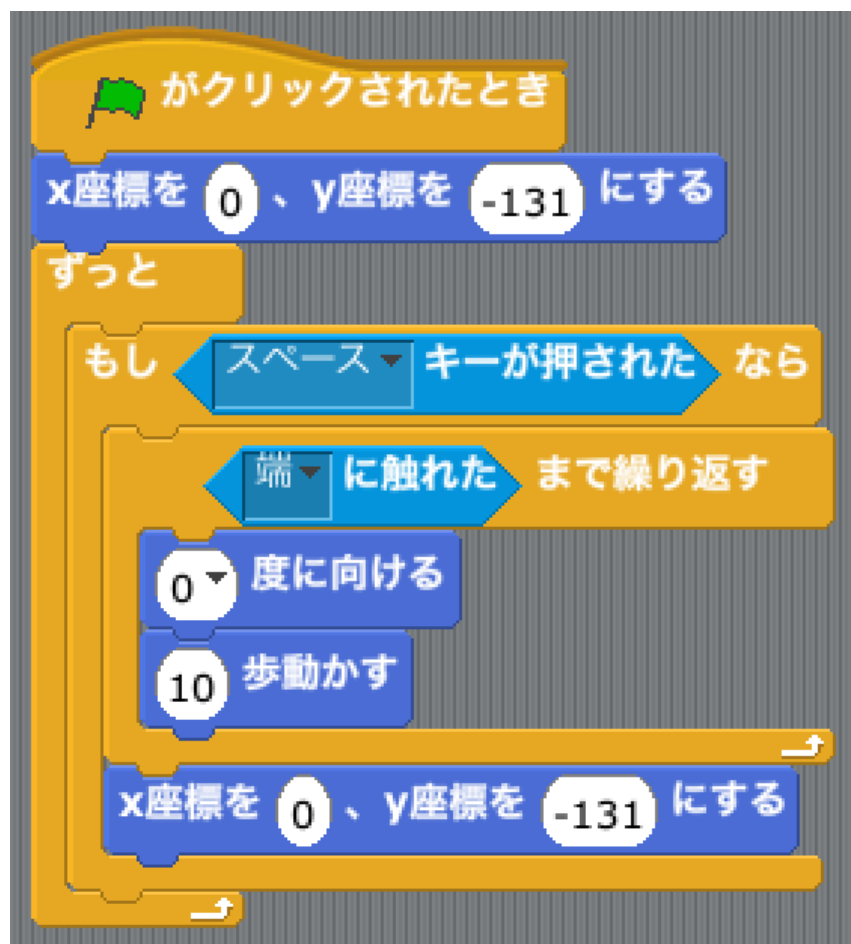 がクリックされたとき
x座標を 0 、y座標を -131 にする
ずっと
もし スペース キーが押された なら
端 に触れた まで繰り返す
0 度に向ける
10 歩動かす
x座標を 0 、y座標を -131 にする